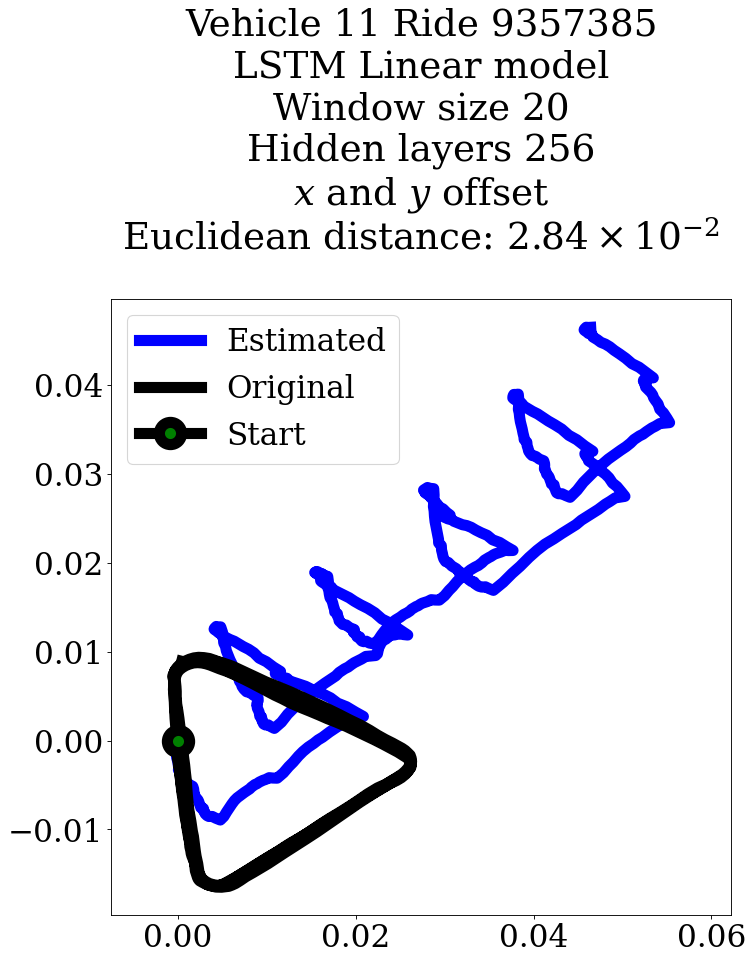 Vehicle 11 Ride 9357385
LSTM Linear model
Window size 20
Hidden layers 256
x and y offset
Euclidean distance: 2.84 × 10⁻²
Estimated
Original
Start
0.04
0.03
0.02
0.01
0.00
−0.01
0.00 0.02 0.04 0.06